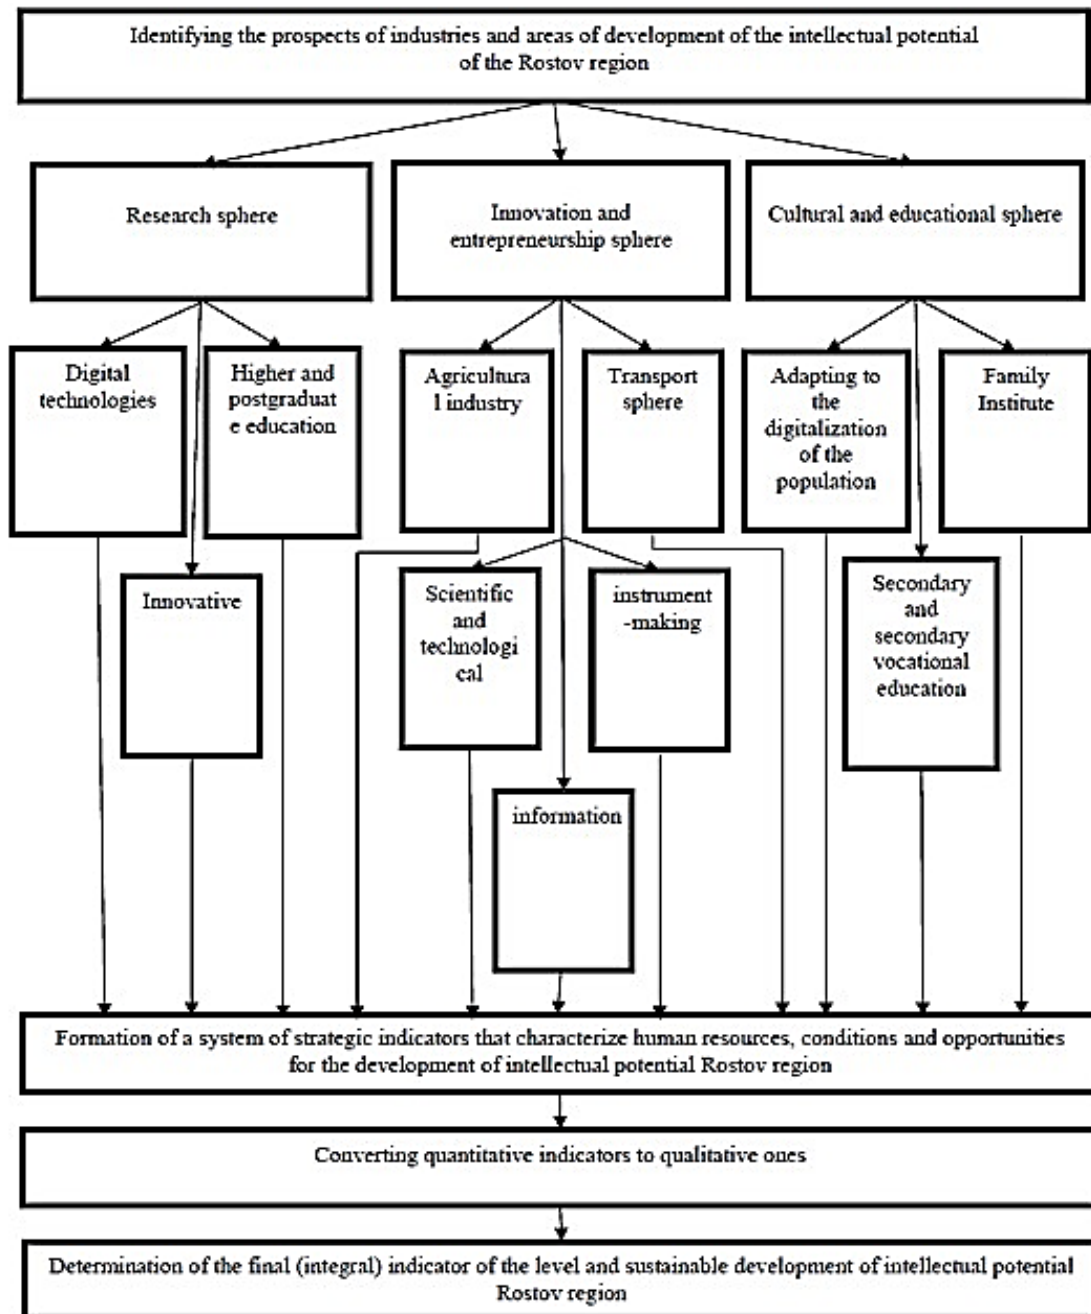 Identifying the prospects of industries and areas of development of the intellectual potential
of the Rostov region
Research sphere
Innovation and
entrepreneurship sphere
Cultural and educational sphere
Digital
technologies
Higher and
postgraduat
e education
Agricultura
l industry
Transport
sphere
Adapting to
the
digitalization
of the
population
Family
Institute
Innovative
Scientific
and
technologi
cal
instrument
-making
Secondary
and
secondary
vocational
education
information
Formation of a system of strategic indicators that characterize human resources, conditions and opportunities
for the development of intellectual potential Rostov region
Converting quantitative indicators to qualitative ones
Determination of the final (integral) indicator of the level and sustainable development of intellectual potential
Rostov region